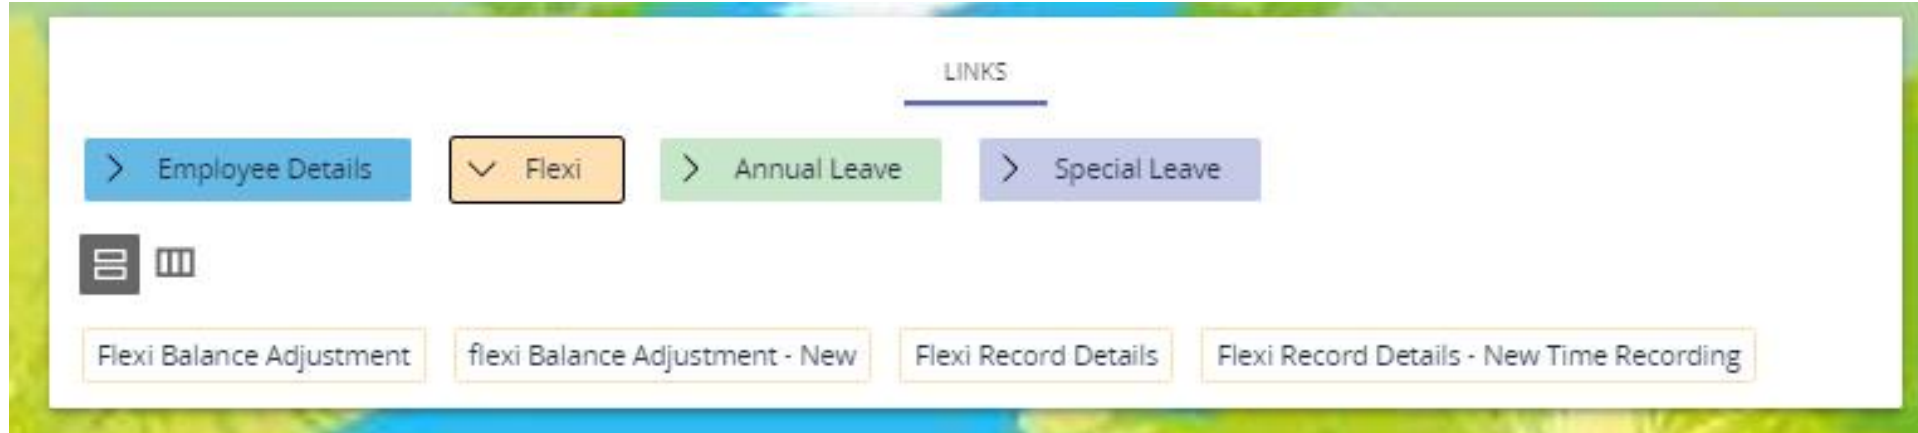 LINKS
Employee Details Flexi Annual Leave Special Leave
Flexi Balance Adjustment flexi Balance Adjustment - New Flexi Record Details Flexi Record Details - New Time Recording